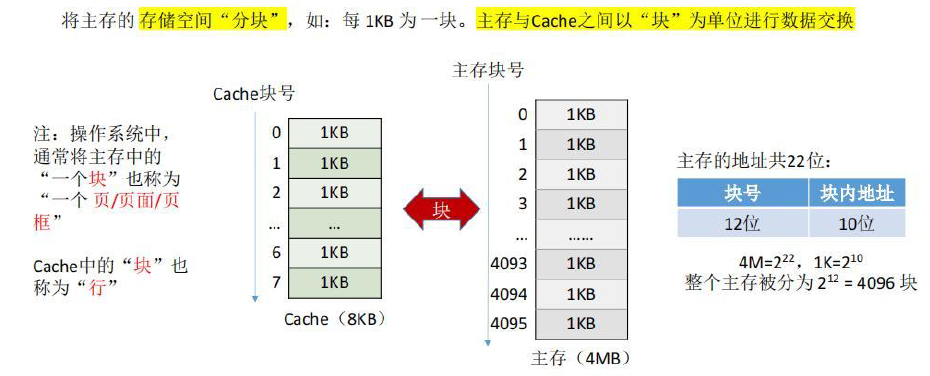 将主存的存储空间“分块”，如：每 1KB 为一块。主存与Cache之间以“块”为单位进行数据交换
注：操作系统中，
通常将主存中的
“一个块”也称为
“一个 页/页面/页
框”
Cache中的“块”也
称为“行”
Cache块号
0 1KB
1 1KB
2 1KB
... ...
6 1KB
7 1KB
Cache（8KB）
块
主存块号
0 1KB
1 1KB
2 1KB
3 1KB
... ......
4093 1KB
4094 1KB
4095 1KB
主存（4MB）
主存的地址共22位：
块号 块内地址
12位 10位
4M=2²²，1K=2¹⁰
整个主存被分为 2¹² = 4096 块